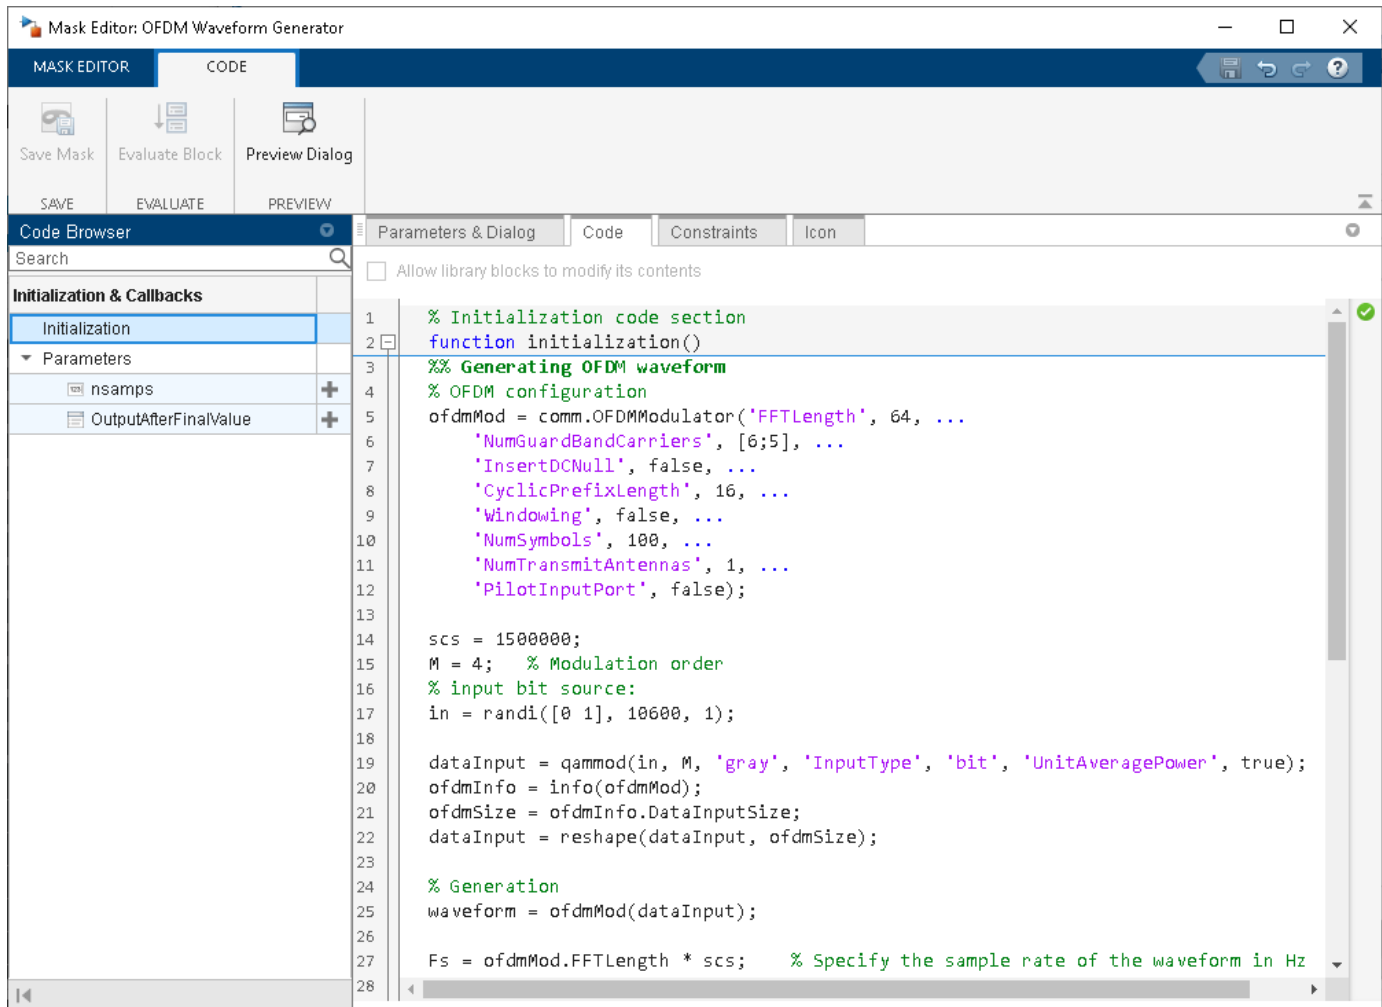 Mask Editor: OFDM Waveform Generator
MASK EDITOR CODE
Save Mask Evaluate Block Preview Dialog
SAVE EVALUATE PREVIEW
Code Browser
Search
Initialization & Callbacks
Initialization
Parameters
nsamps
OutputAfterFinalValue
Parameters & Dialog Code Constraints Icon
Allow library blocks to modify its contents
1 % Initialization code section
2 function initialization()
3 %% Generating OFDM waveform
4 % OFDM configuration
5 ofdmMod = comm.OFDMModulator('FFTLength', 64, ...
6 'NumGuardBandCarriers', [6;5], ...
7 'InsertDCNull', false, ...
8 'CyclicPrefixLength', 16, ...
9 'Windowing', false, ...
10 'NumSymbols', 100, ...
11 'NumTransmitAntennas', 1, ...
12 'PilotInputPort', false);
13
14 scs = 1500000;
15 M = 4; % Modulation order
16 % input bit source:
17 in = randi([0 1], 10600, 1);
18
19 dataInput = qammod(in, M, 'gray', 'InputType', 'bit', 'UnitAveragePower', true);
20 ofdmInfo = info(ofdmMod);
21 ofdmSize = ofdmInfo.DataInputSize;
22 dataInput = reshape(dataInput, ofdmSize);
23
24 % Generation
25 waveform = ofdmMod(dataInput);
26
27 Fs = ofdmMod.FFTLength * scs; % Specify the sample rate of the waveform in Hz
28